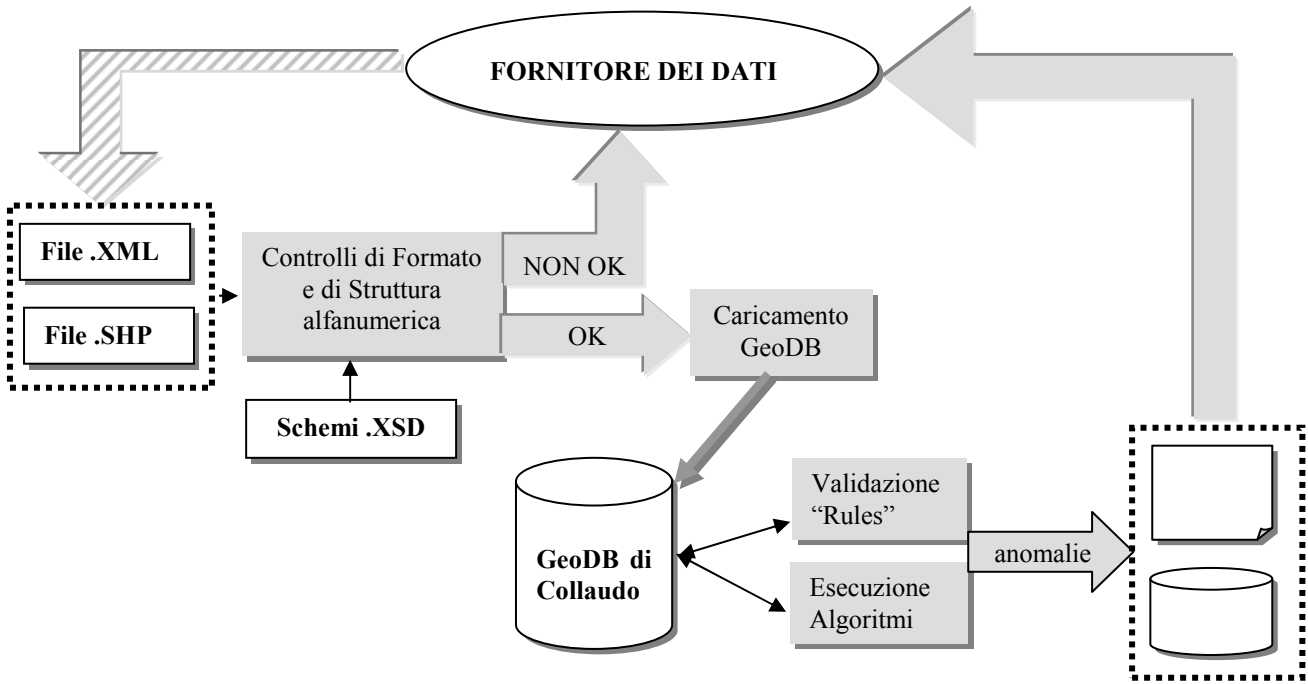 FORNITORE DEI DATI
File .XML
File .SHP
Controlli di Formato
e di Struttura
alfanumerica
NON OK
OK
Caricamento
GeoDB
Schemi .XSD
GeoDB di
Collaudo
Validazione
“Rules”
Esecuzione
Algoritmi
anomalie